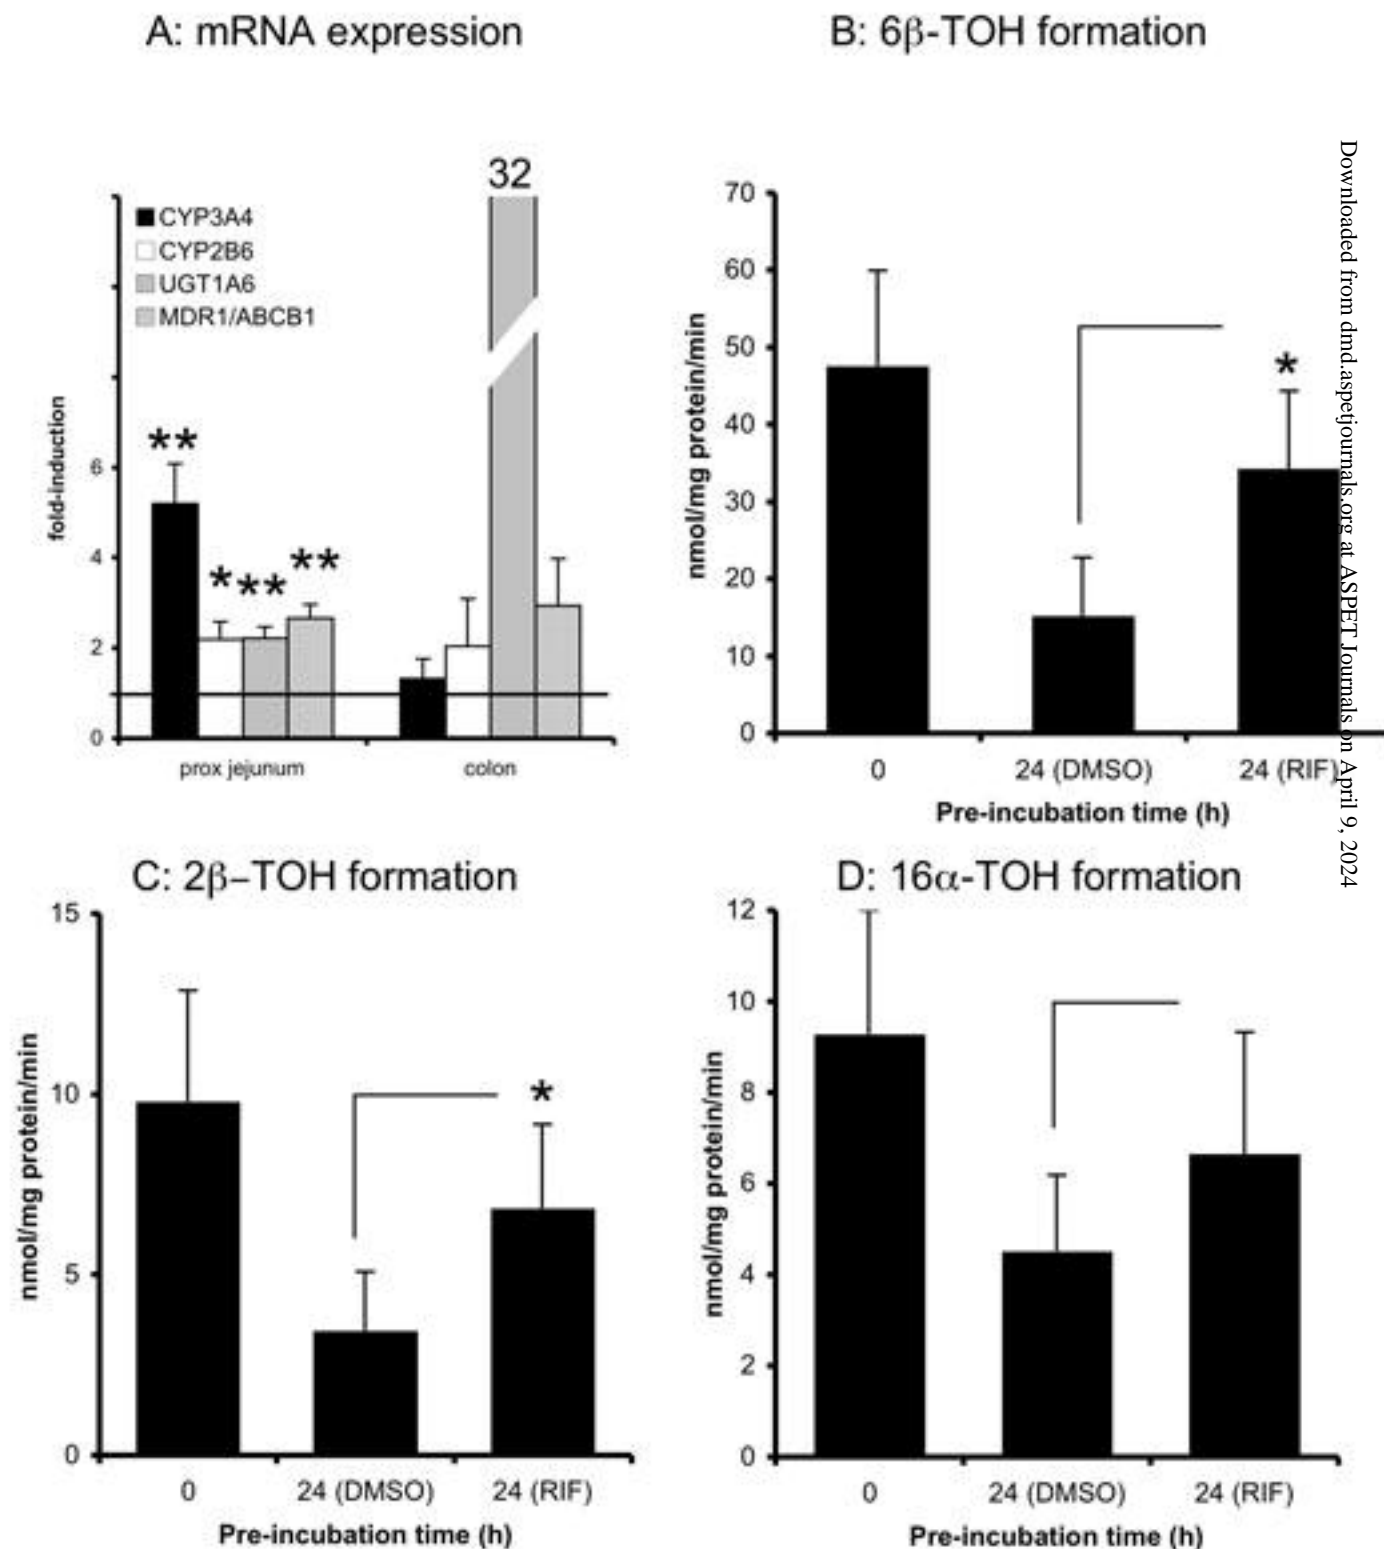 A: mRNA expression
32
CYP3A4
CYP2B6
UGT1A6
MDR1/ABCB1
fold-induction
6
4
2
0
**
*
**
**
prox jejunum
colon
B: 6β-TOH formation
nmol/mg protein/min
70
60
50
40
30
20
10
0
*
0
24 (DMSO)
24 (RIF)
Pre-incubation time (h)
Downloaded from dmd.aspetjournals.org at ASPET Journals on April 9, 2024
C: 2β–TOH formation
nmol/mg protein/min
15
10
5
0
*
0
24 (DMSO)
24 (RIF)
Pre-incubation time (h)
D: 16α-TOH formation
nmol/mg protein/min
12
10
8
6
4
2
0
0
24 (DMSO)
24 (RIF)
Pre-incubation time (h)